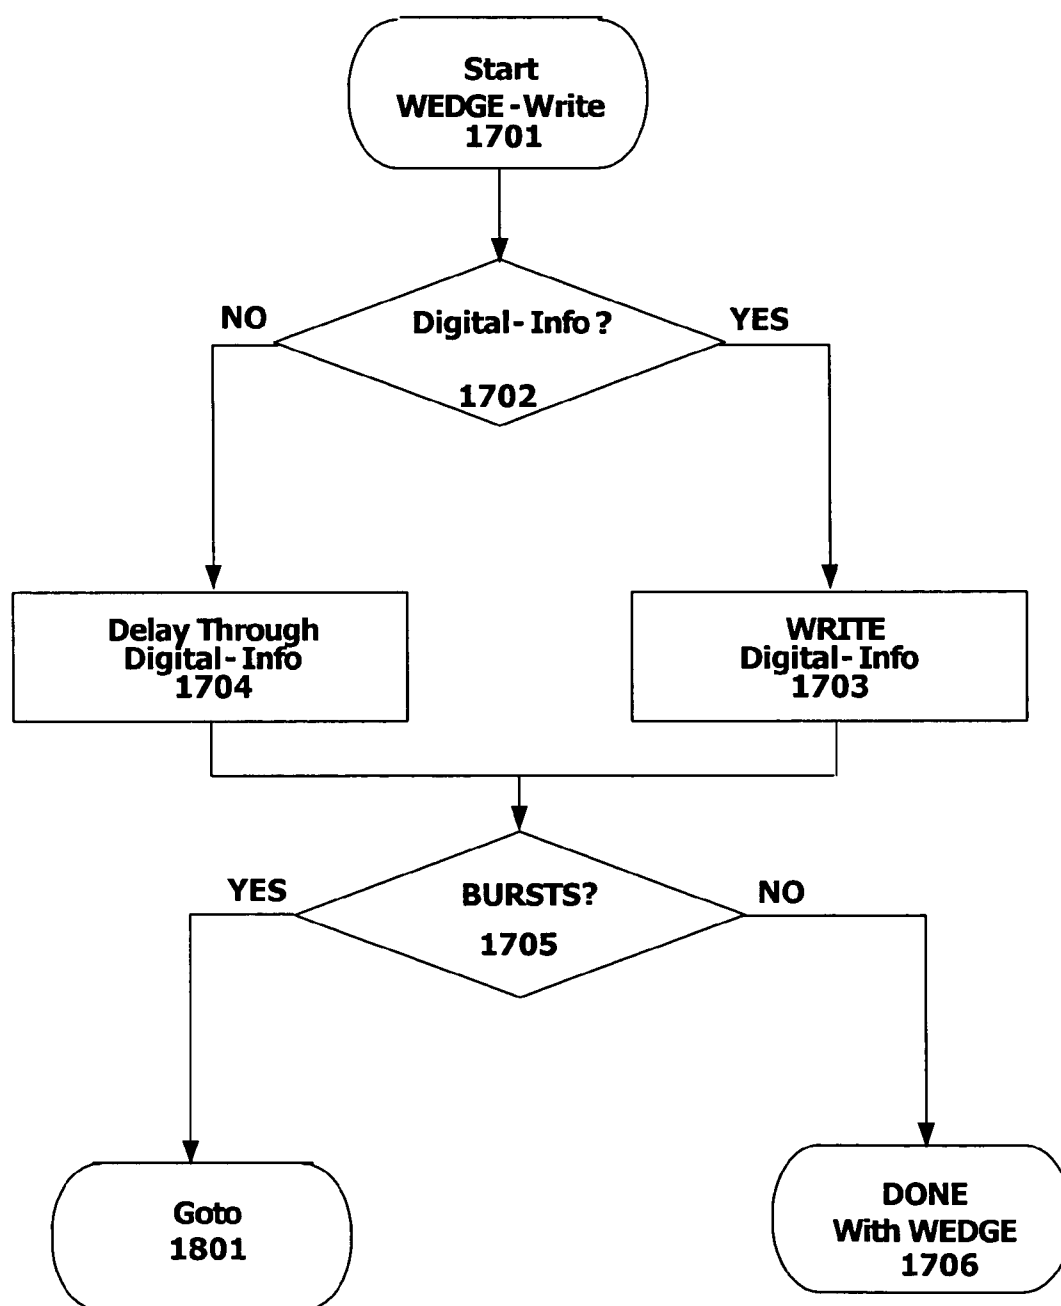 Start
WEDGE-Write
1701
NO
Digital-Info?
YES
1702
Delay Through
Digital-Info
1704
WRITE
Digital-Info
1703
YES
BURSTS?
NO
1705
Goto
1801
DONE
With WEDGE
1706